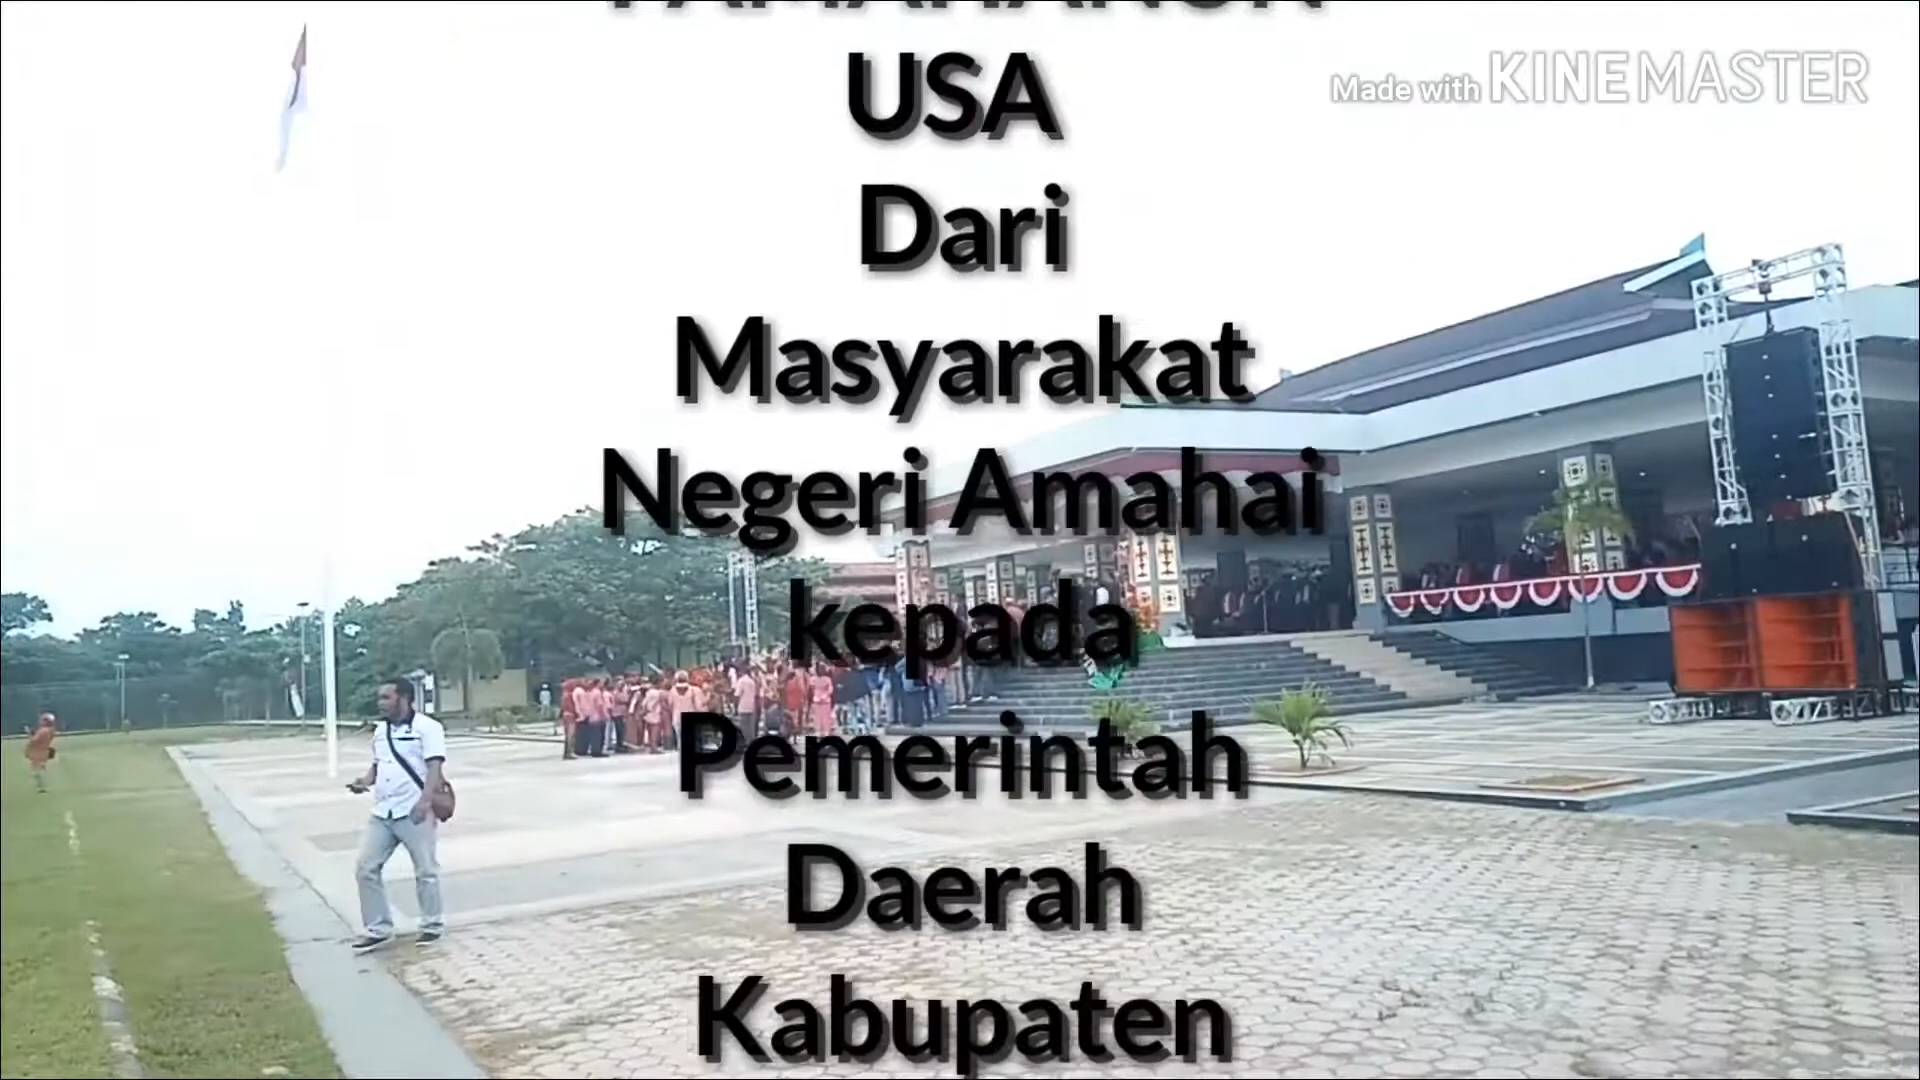 USA
Dari
Masyarakat
Negeri Amahai
kepada
Pemerintah
Daerah
Kabupaten
Made with KINEMASTER